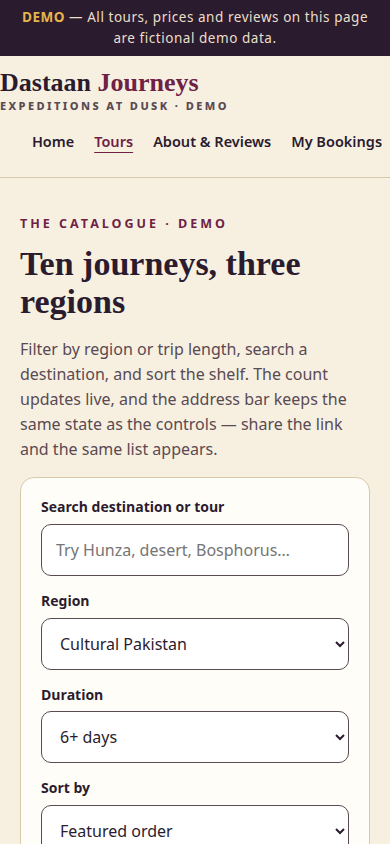 DEMO — All tours, prices and reviews on this page
are fictional demo data.
Dastaan Journeys
EXPEDITIONS AT DUSK · DEMO
Home Tours About & Reviews My Bookings
THE CATALOGUE · DEMO
Ten journeys, three
regions
Filter by region or trip length, search a
destination, and sort the shelf. The count
updates live, and the address bar keeps the
same state as the controls — share the link
and the same list appears.
Search destination or tour
Try Hunza, desert, Bosphorus...
Region
Cultural Pakistan
Duration
6+ days
Sort by
Featured order